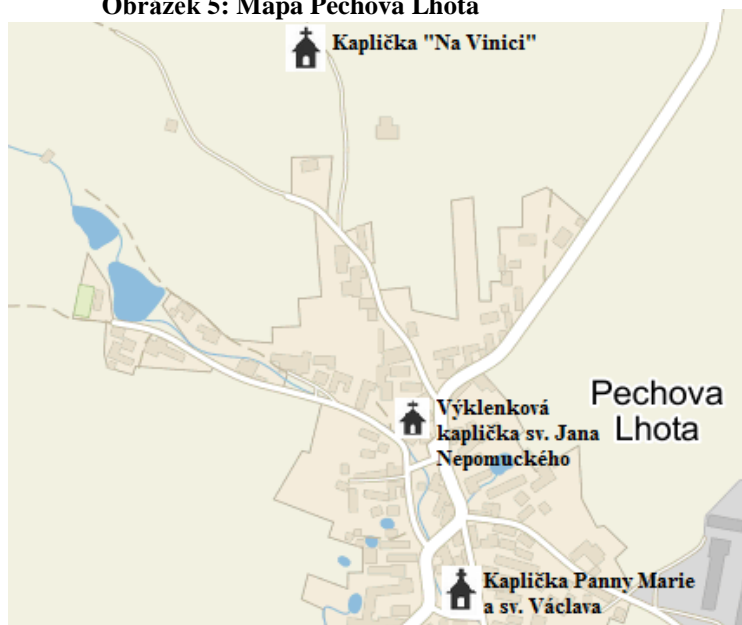 Obrázek 5: Mapa Pechova Lhota
Kaplička "Na Vinici"
Pechova
Lhota
Výklenková
kaplička sv. Jana
Nepomuckého
Kaplička Panny Marie
a sv. Václava